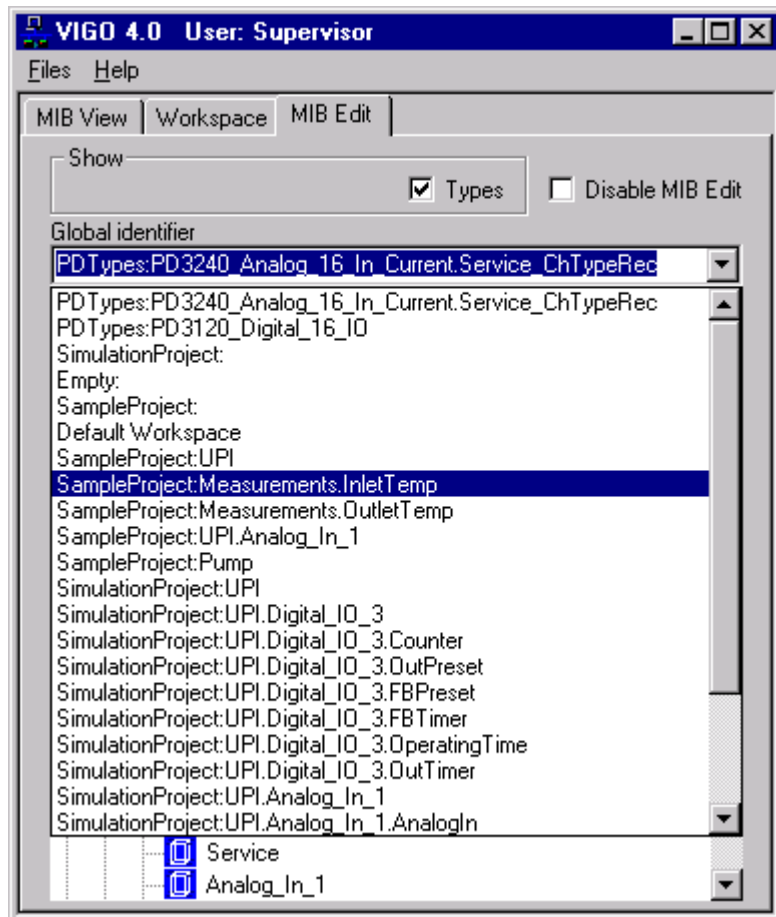 VIGO 4.0 User: Supervisor
Files Help
MIB View Workspace MIB Edit
Show
Types Disable MIB Edit
Global identifier
PDTypes:PD3240_Analog_16_In_Current.Service_ChTypeRec
PDTypes:PD3240_Analog_16_In_Current.Service_ChTypeRec
PDTypes:PD3120_Digital_16_IO
SimulationProject:
Empty:
SampleProject:
Default Workspace
SampleProject:UPI
SampleProject:Measurements.InletTemp
SampleProject:Measurements.OutletTemp
SampleProject:UPI.Analog_In_1
SampleProject:Pump
SimulationProject:UPI
SimulationProject:UPI.Digital_IO_3
SimulationProject:UPI.Digital_IO_3.Counter
SimulationProject:UPI.Digital_IO_3.OutPreset
SimulationProject:UPI.Digital_IO_3.FBPreset
SimulationProject:UPI.Digital_IO_3.FBTimer
SimulationProject:UPI.Digital_IO_3.OperatingTime
SimulationProject:UPI.Digital_IO_3.OutTimer
SimulationProject:UPI.Analog_In_1
SimulationProject:UPI.Analog_In_1.AnalogIn
Service
Analog_In_1